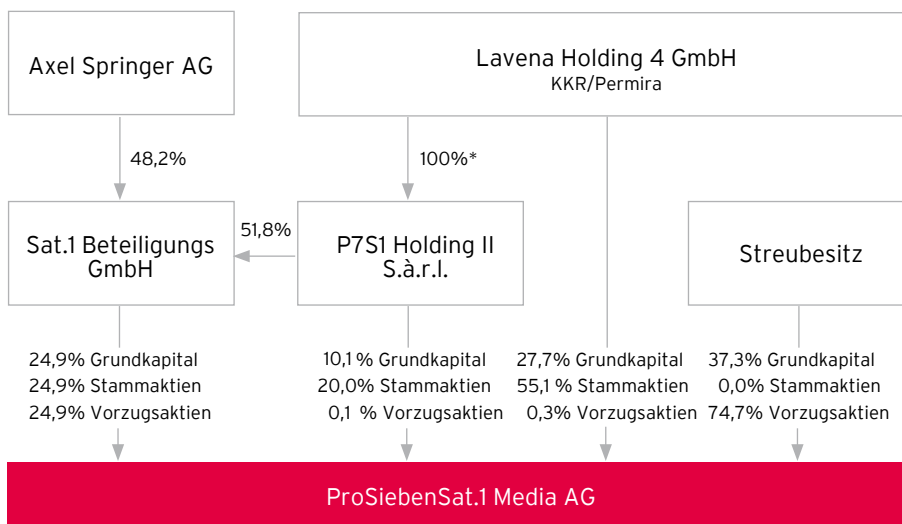 Axel Springer AG
Lavena Holding 4 GmbH
KKR/Permira
48,2%
100%*
Sat.1 Beteiligungs
GmbH
51,8%
P7S1 Holding II
S.à.r.l.
Streubesitz
24,9% Grundkapital
24,9% Stammaktien
24,9% Vorzugsaktien
10,1 % Grundkapital
20,0% Stammaktien
0,1 % Vorzugsaktien
27,7% Grundkapital
55,1 % Stammaktien
0,3% Vorzugsaktien
37,3% Grundkapital
0,0% Stammaktien
74,7% Vorzugsaktien
ProSiebenSat.1 Media AG